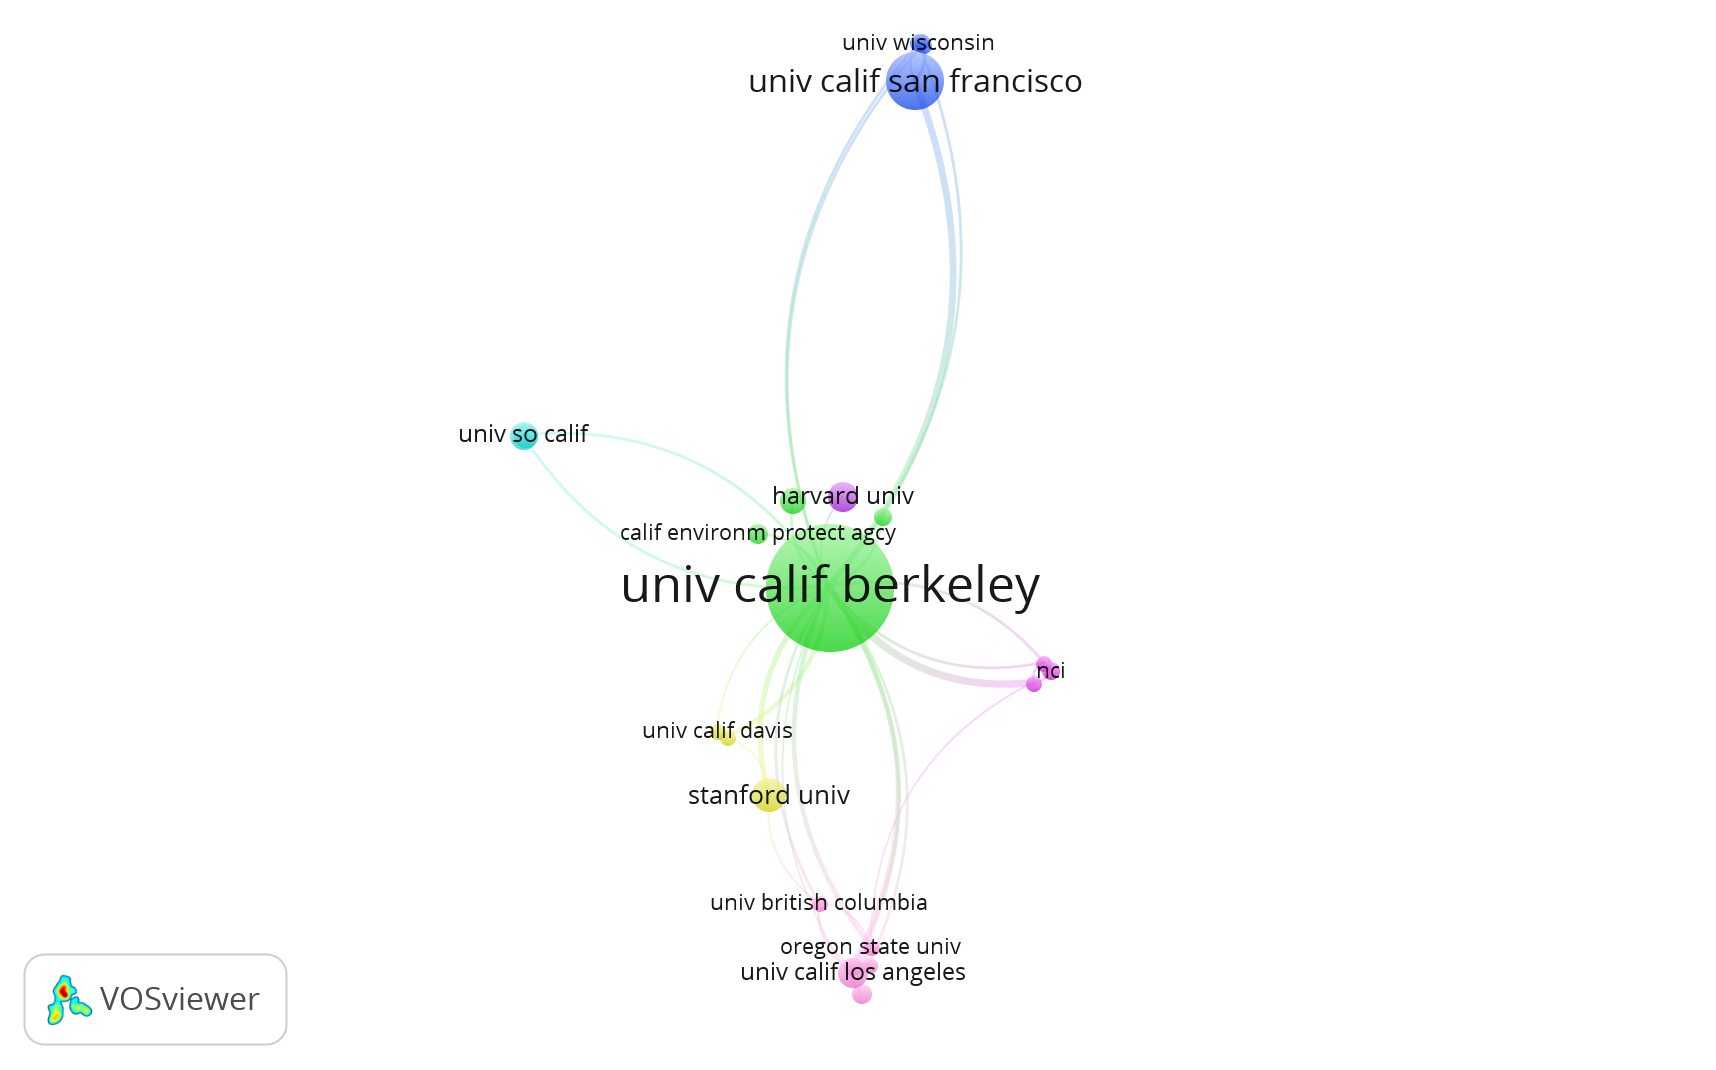 univ wisconsin
univ calif san francisco
univ so calif
harvard univ
calif environm protect agcy
univ calif berkeley
nci
univ calif davis
stanford univ
univ british columbia
oregon state univ
univ calif los angeles
VOSviewer